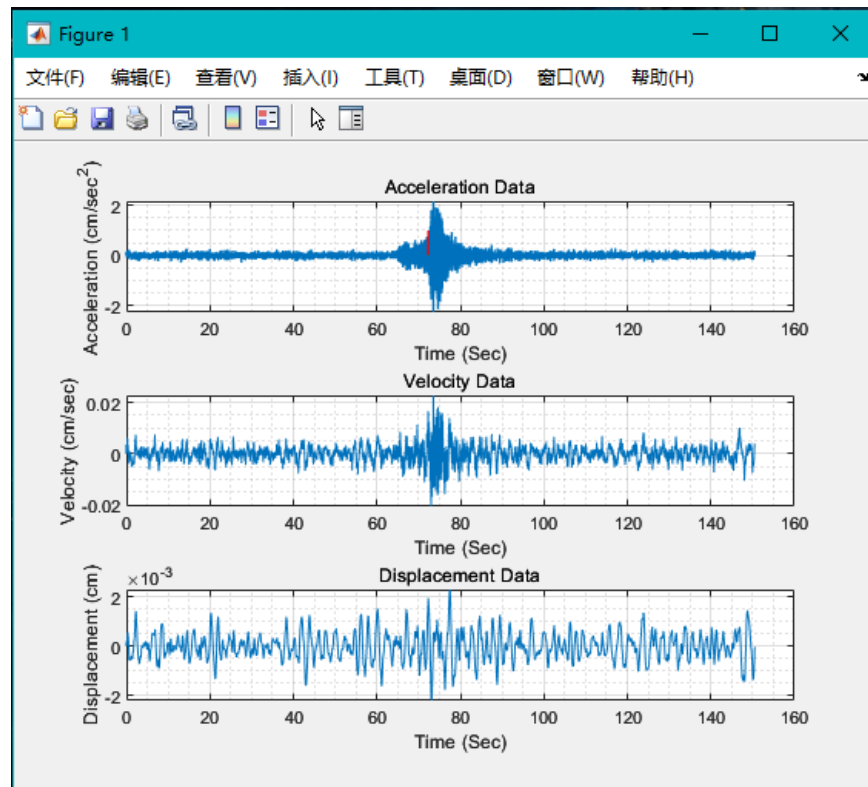 Figure 1
文件(F) 编辑(E) 查看(V) 插入(I) 工具(T) 桌面(D) 窗口(W) 帮助(H)
Acceleration Data
Acceleration (cm/sec²)
2
0
-2
0 20 40 60 80 100 120 140 160
Time (Sec)
Velocity Data
Velocity (cm/sec)
0.02
0
-0.02
0 20 40 60 80 100 120 140 160
Time (Sec)
×10⁻³
Displacement Data
Displacement (cm)
2
0
-2
0 20 40 60 80 100 120 140 160
Time (Sec)